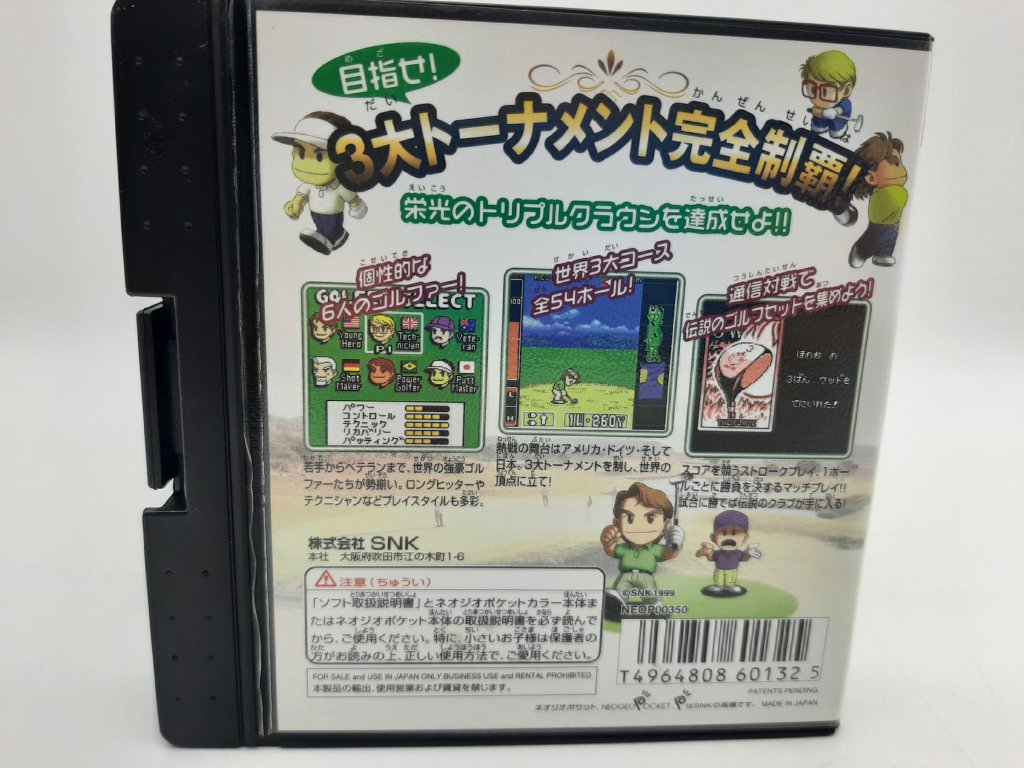 目指せ!
3大トーナメント完全制覇!
栄光のトリプルクラウンを達成せよ!!
個性的な
6人のゴルファー!
Young Hero
Tech-nician
Vete-ran
P1
Shot Maker
Power Golfer
Putt Master
パワー
コントロール
テクニック
リカバリー
パッティング
若手からベテランまで、世界の強豪ゴル
ファーたちが勢揃い。ロングヒッターや
テクニシャンなどプレイスタイルも多彩。
世界3大コース
全54ホール!
1W・260Y
熱戦の舞台はアメリカ・ドイツ・そして
日本。3大トーナメントを制し、世界の
頂点に立て!
通信対戦で
伝説のゴルフセットを集めよう!
ほのお の
3ばん ウッドを
てにいれた!
スコアを競うストロークプレイ、1ホー
ルごとに勝負を決するマッチプレイ!!
試合に勝てば伝説のクラブが手に入る!
株式会社 SNK
本社 大阪府吹田市江の木町1-6
注意(ちゅうい)
「ソフト取扱説明書」とネオジオポケットカラー本体ま
たはネオジオポケット本体の取扱説明書を必ず読んで
から、ご使用ください。特に、小さいお子様は保護者の
方がお読みの上、正しい使用方法で、ご愛用ください。
FOR SALE and USE IN JAPAN ONLY BUSINESS USE and RENTAL PROHIBITED.
本製品の輸出、使用営業および賃貸を禁じます。
©SNK1999
NEOP00350
T4964808 60132 5
PATENTS PENDING.
ネオジオポケット、NEOGEO POCKET、PはSNKの商標です。 MADE IN JAPAN